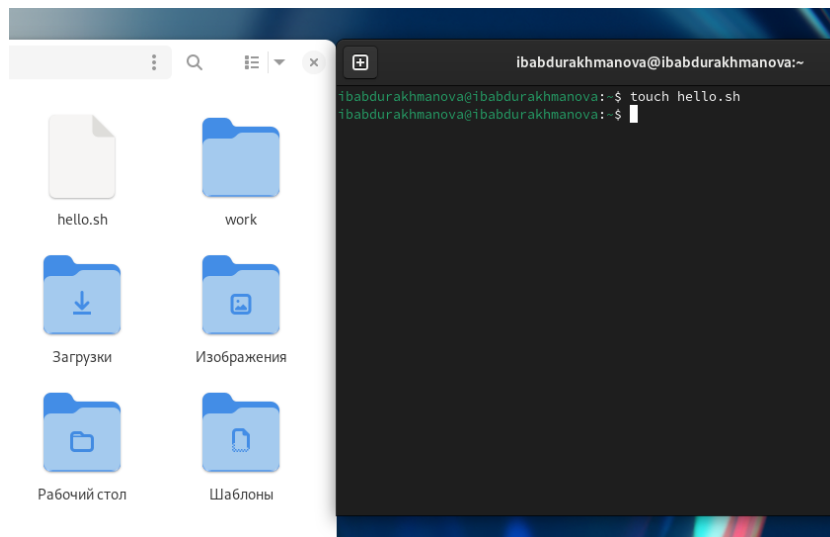 ibabdurakhmanova@ibabdurakhmanova:~
ibabdurakhmanova@ibabdurakhmanova:~$ touch hello.sh
ibabdurakhmanova@ibabdurakhmanova:~$
hello.sh
work
Загрузки
Изображения
Рабочий стол
Шаблоны